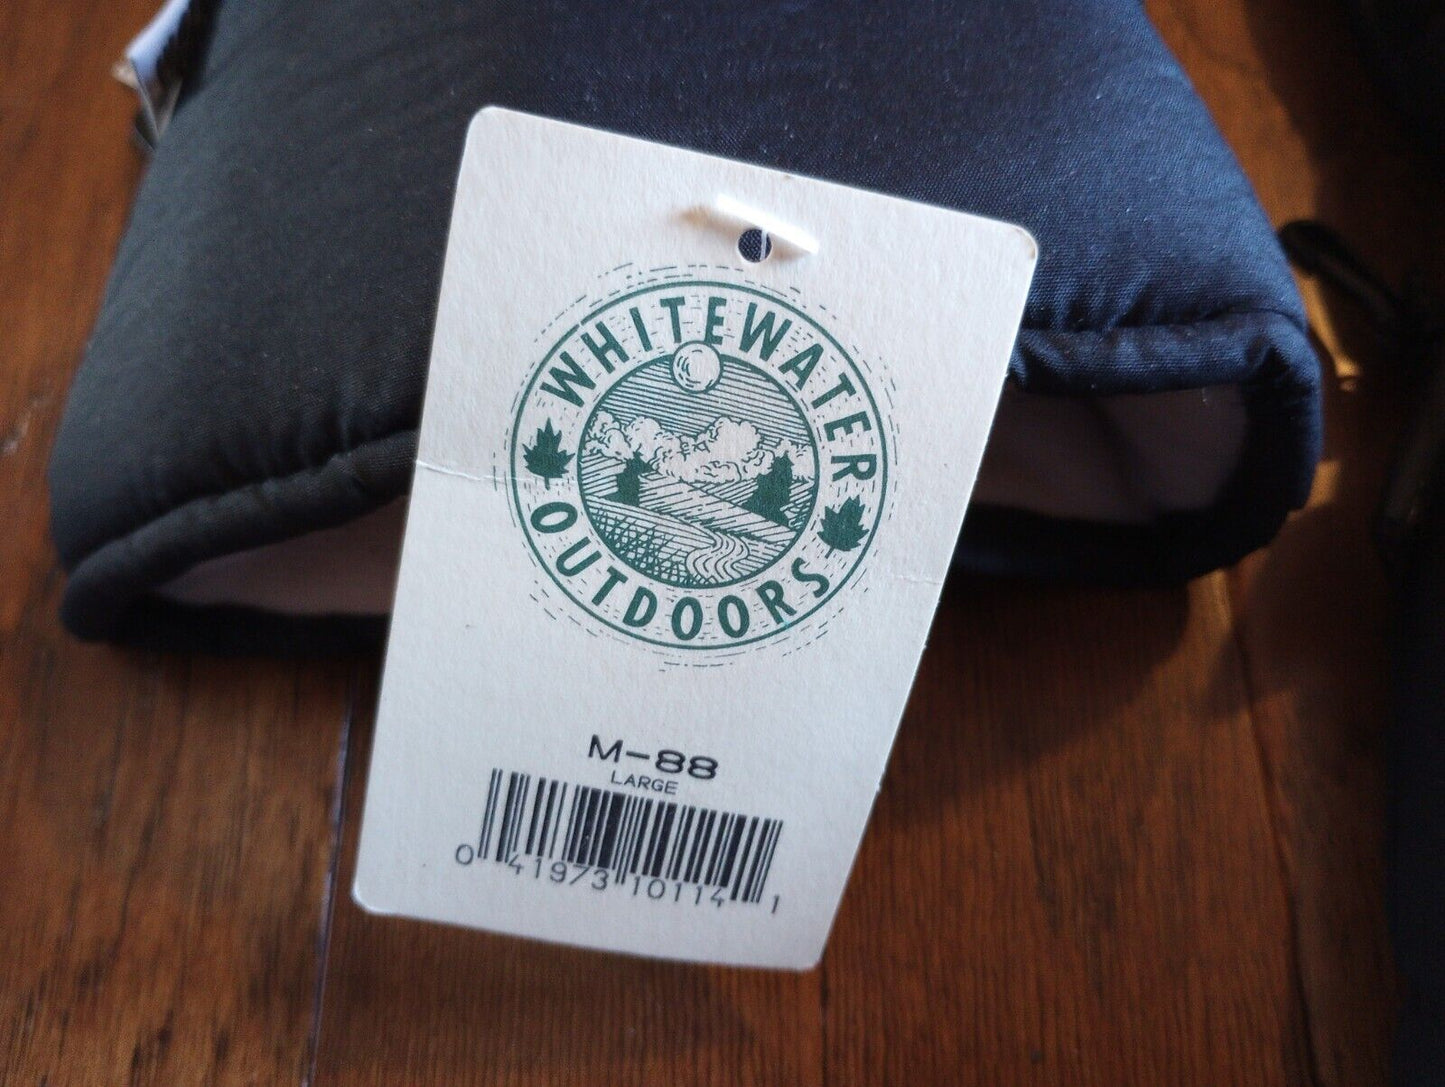 WHITEWATER
OUTDOORS
M-88
LARGE
0 41973 10114 1